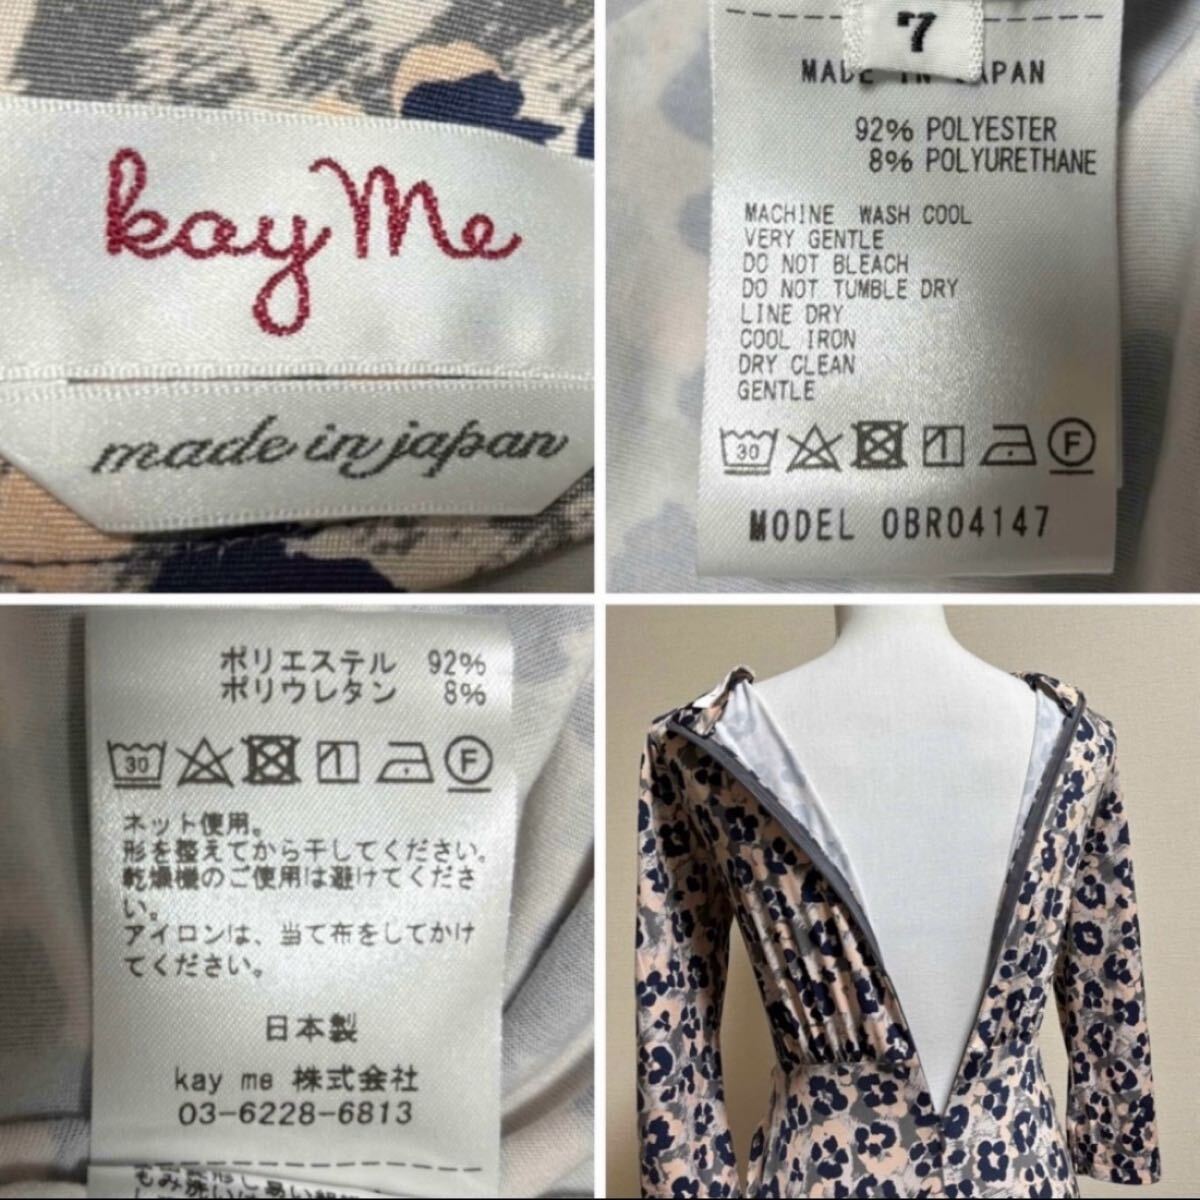 kay me
made in japan
7
MADE IN JAPAN
92% POLYESTER
8% POLYURETHANE
MACHINE WASH COOL
VERY GENTLE
DO NOT BLEACH
DO NOT TUMBLE DRY
LINE DRY
COOL IRON
DRY CLEAN
GENTLE
30 F
MODEL OBR04147
ポリエステル 92%
ポリウレタン 8%
30 F
ネット使用。
形を整えてから干してください。
乾燥機のご使用は避けてくださ
い。
アイロンは、当て布をしてかけ
てください。
日本製
kay me 株式会社
03-6228-6813